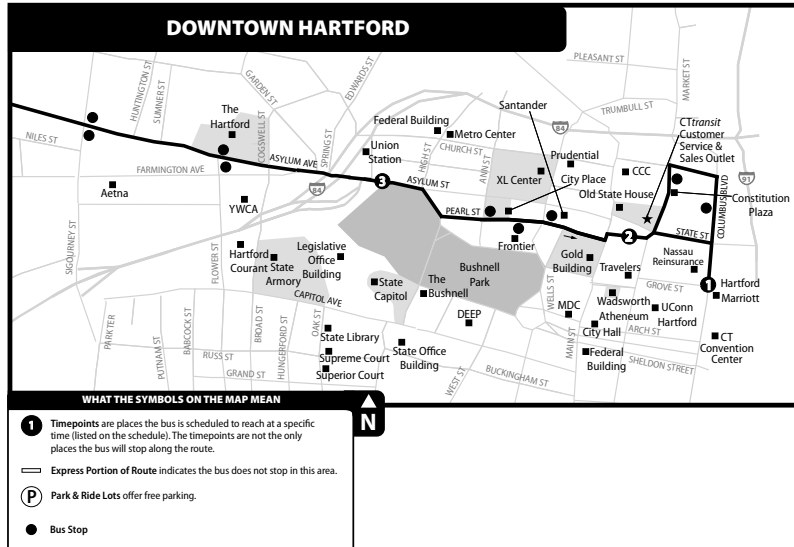 DOWNTOWN HARTFORD
PLEASANT ST
MARKET ST
HUNTINGTON ST
SUMNER ST
GARDEN ST
EDWARDS ST
TRUMBULL ST
Santander
CTtransit
Customer
Service &
Sales Outlet
The
Hartford
Federal Building
Metro Center
84
COGSWELL ST
SPRING ST
HIGH ST
CHURCH ST
ANN ST
Union
Station
Prudential
City Place
CCC
NILES ST
ASYLUM AVE
FARMINGTON AVE
3
ASYLUM ST
XL Center
Old State House
91
COLUMBUS BLVD
Constitution
Plaza
84
Aetna
YWCA
PEARL ST
Frontier
2
STATE ST
SIGOURNEY ST
FLOWER ST
Hartford
Courant
State
Armory
Legislative
Office
Building
Bushnell
Park
Gold
Building
Travelers
Nassau
Reinsurance
State
Capitol
The
Bushnell
WELLS ST
GROVE ST
1
Hartford
Marriott
CAPITOL AVE
DEEP
MDC
Wadsworth
Atheneum
UConn
Hartford
PARK TER
PUTNAM ST
BABCOCK ST
BROAD ST
HUNGERFORD ST
OAK ST
State Library
City Hall
ARCH ST
MAIN ST
CT
Convention
Center
RUSS ST
Supreme Court
State Office
Building
Federal
Building
SHELDON STREET
GRAND ST
Superior Court
WEST ST
BUCKINGHAM ST
N
WHAT THE SYMBOLS ON THE MAP MEAN
1 Timepoints are places the bus is scheduled to reach at a specific
time (listed on the schedule). The timepoints are not the only
places the bus will stop along the route.
Express Portion of Route indicates the bus does not stop in this area.
P Park & Ride Lots offer free parking.
Bus Stop